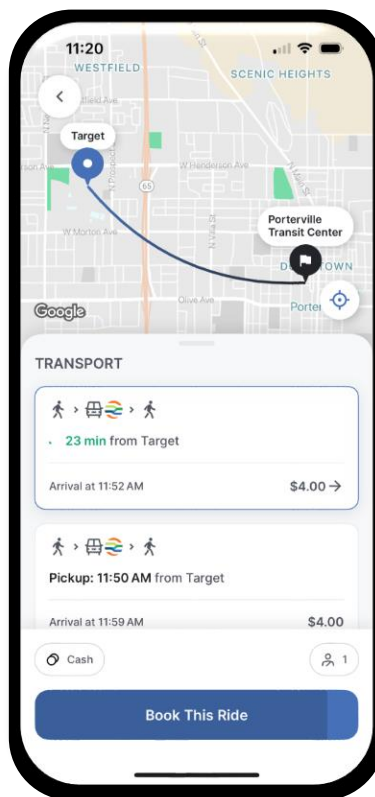 11:20
WESTFIELD
SCENIC HEIGHTS
Target
W Henderson Ave
65
W Morton Ave
N Villa St
Porterville
Transit Center
Olive Ave
Google
TRANSPORT
23 min from Target
Arrival at 11:52 AM
$4.00
Pickup: 11:50 AM from Target
Arrival at 11:59 AM
$4.00
Cash
1
Book This Ride